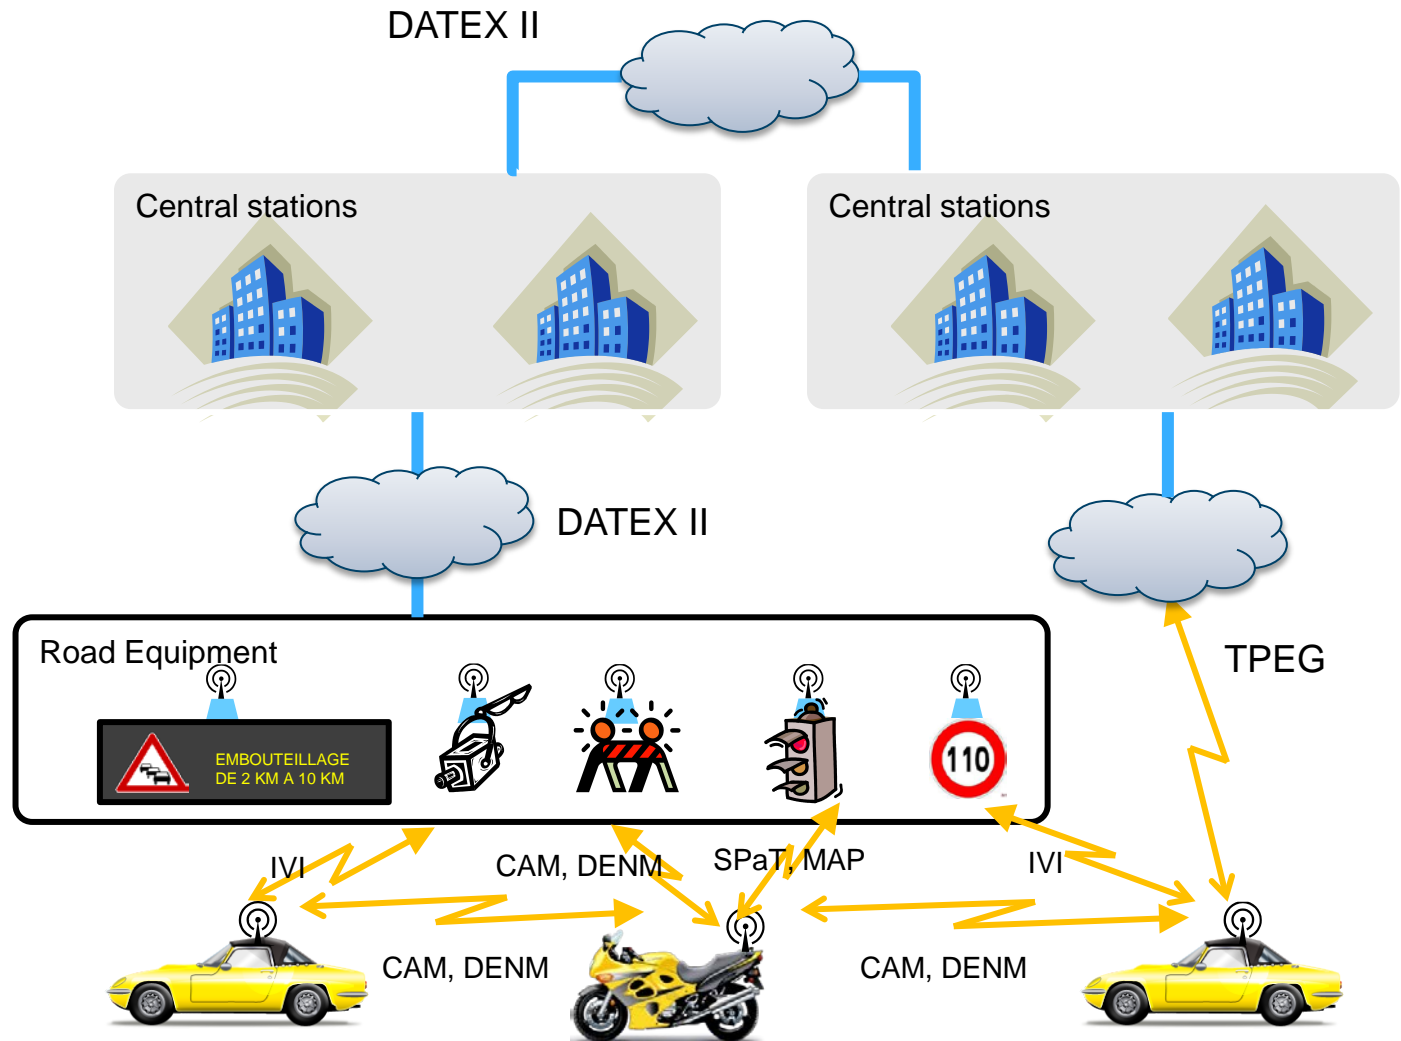 DATEX II
Central stations
Central stations
DATEX II
Road Equipment
TPEG
EMBOUTEILLAGE
DE 2 KM A 10 KM
110
IVI
CAM, DENM
SPaT, MAP
IVI
CAM, DENM
CAM, DENM